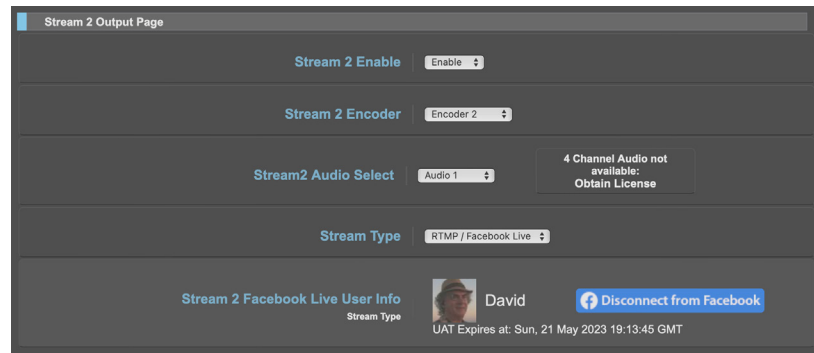 Stream 2 Output Page
Stream 2 Enable
Enable
Stream 2 Encoder
Encoder 2
Stream2 Audio Select
Audio 1
4 Channel Audio not
available:
Obtain License
Stream Type
RTMP / Facebook Live
Stream 2 Facebook Live User Info
Stream Type
David
Disconnect from Facebook
UAT Expires at: Sun, 21 May 2023 19:13:45 GMT